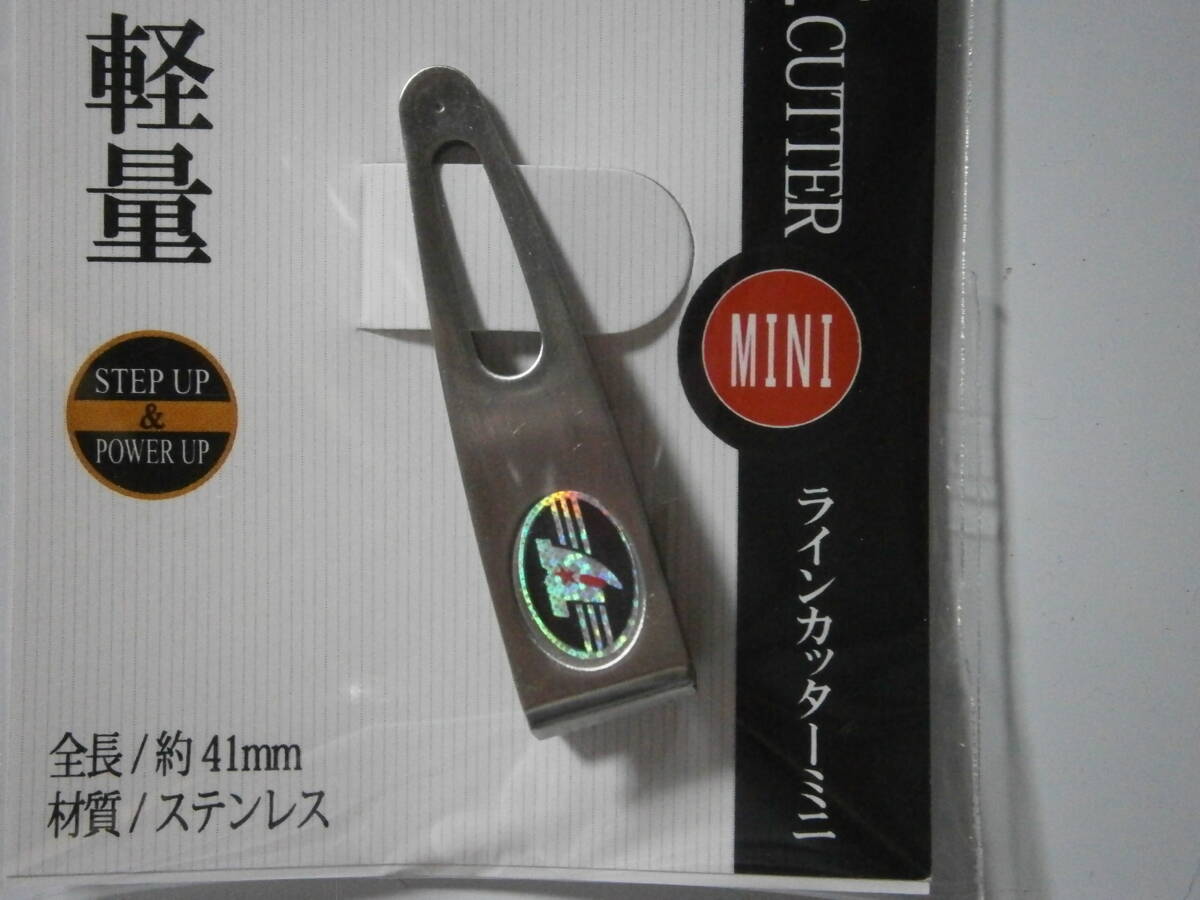 軽量
STEP UP
&
POWER UP
全長/約41mm
材質/ステンレス
CUTTER
MINI
ラインカッターミニ